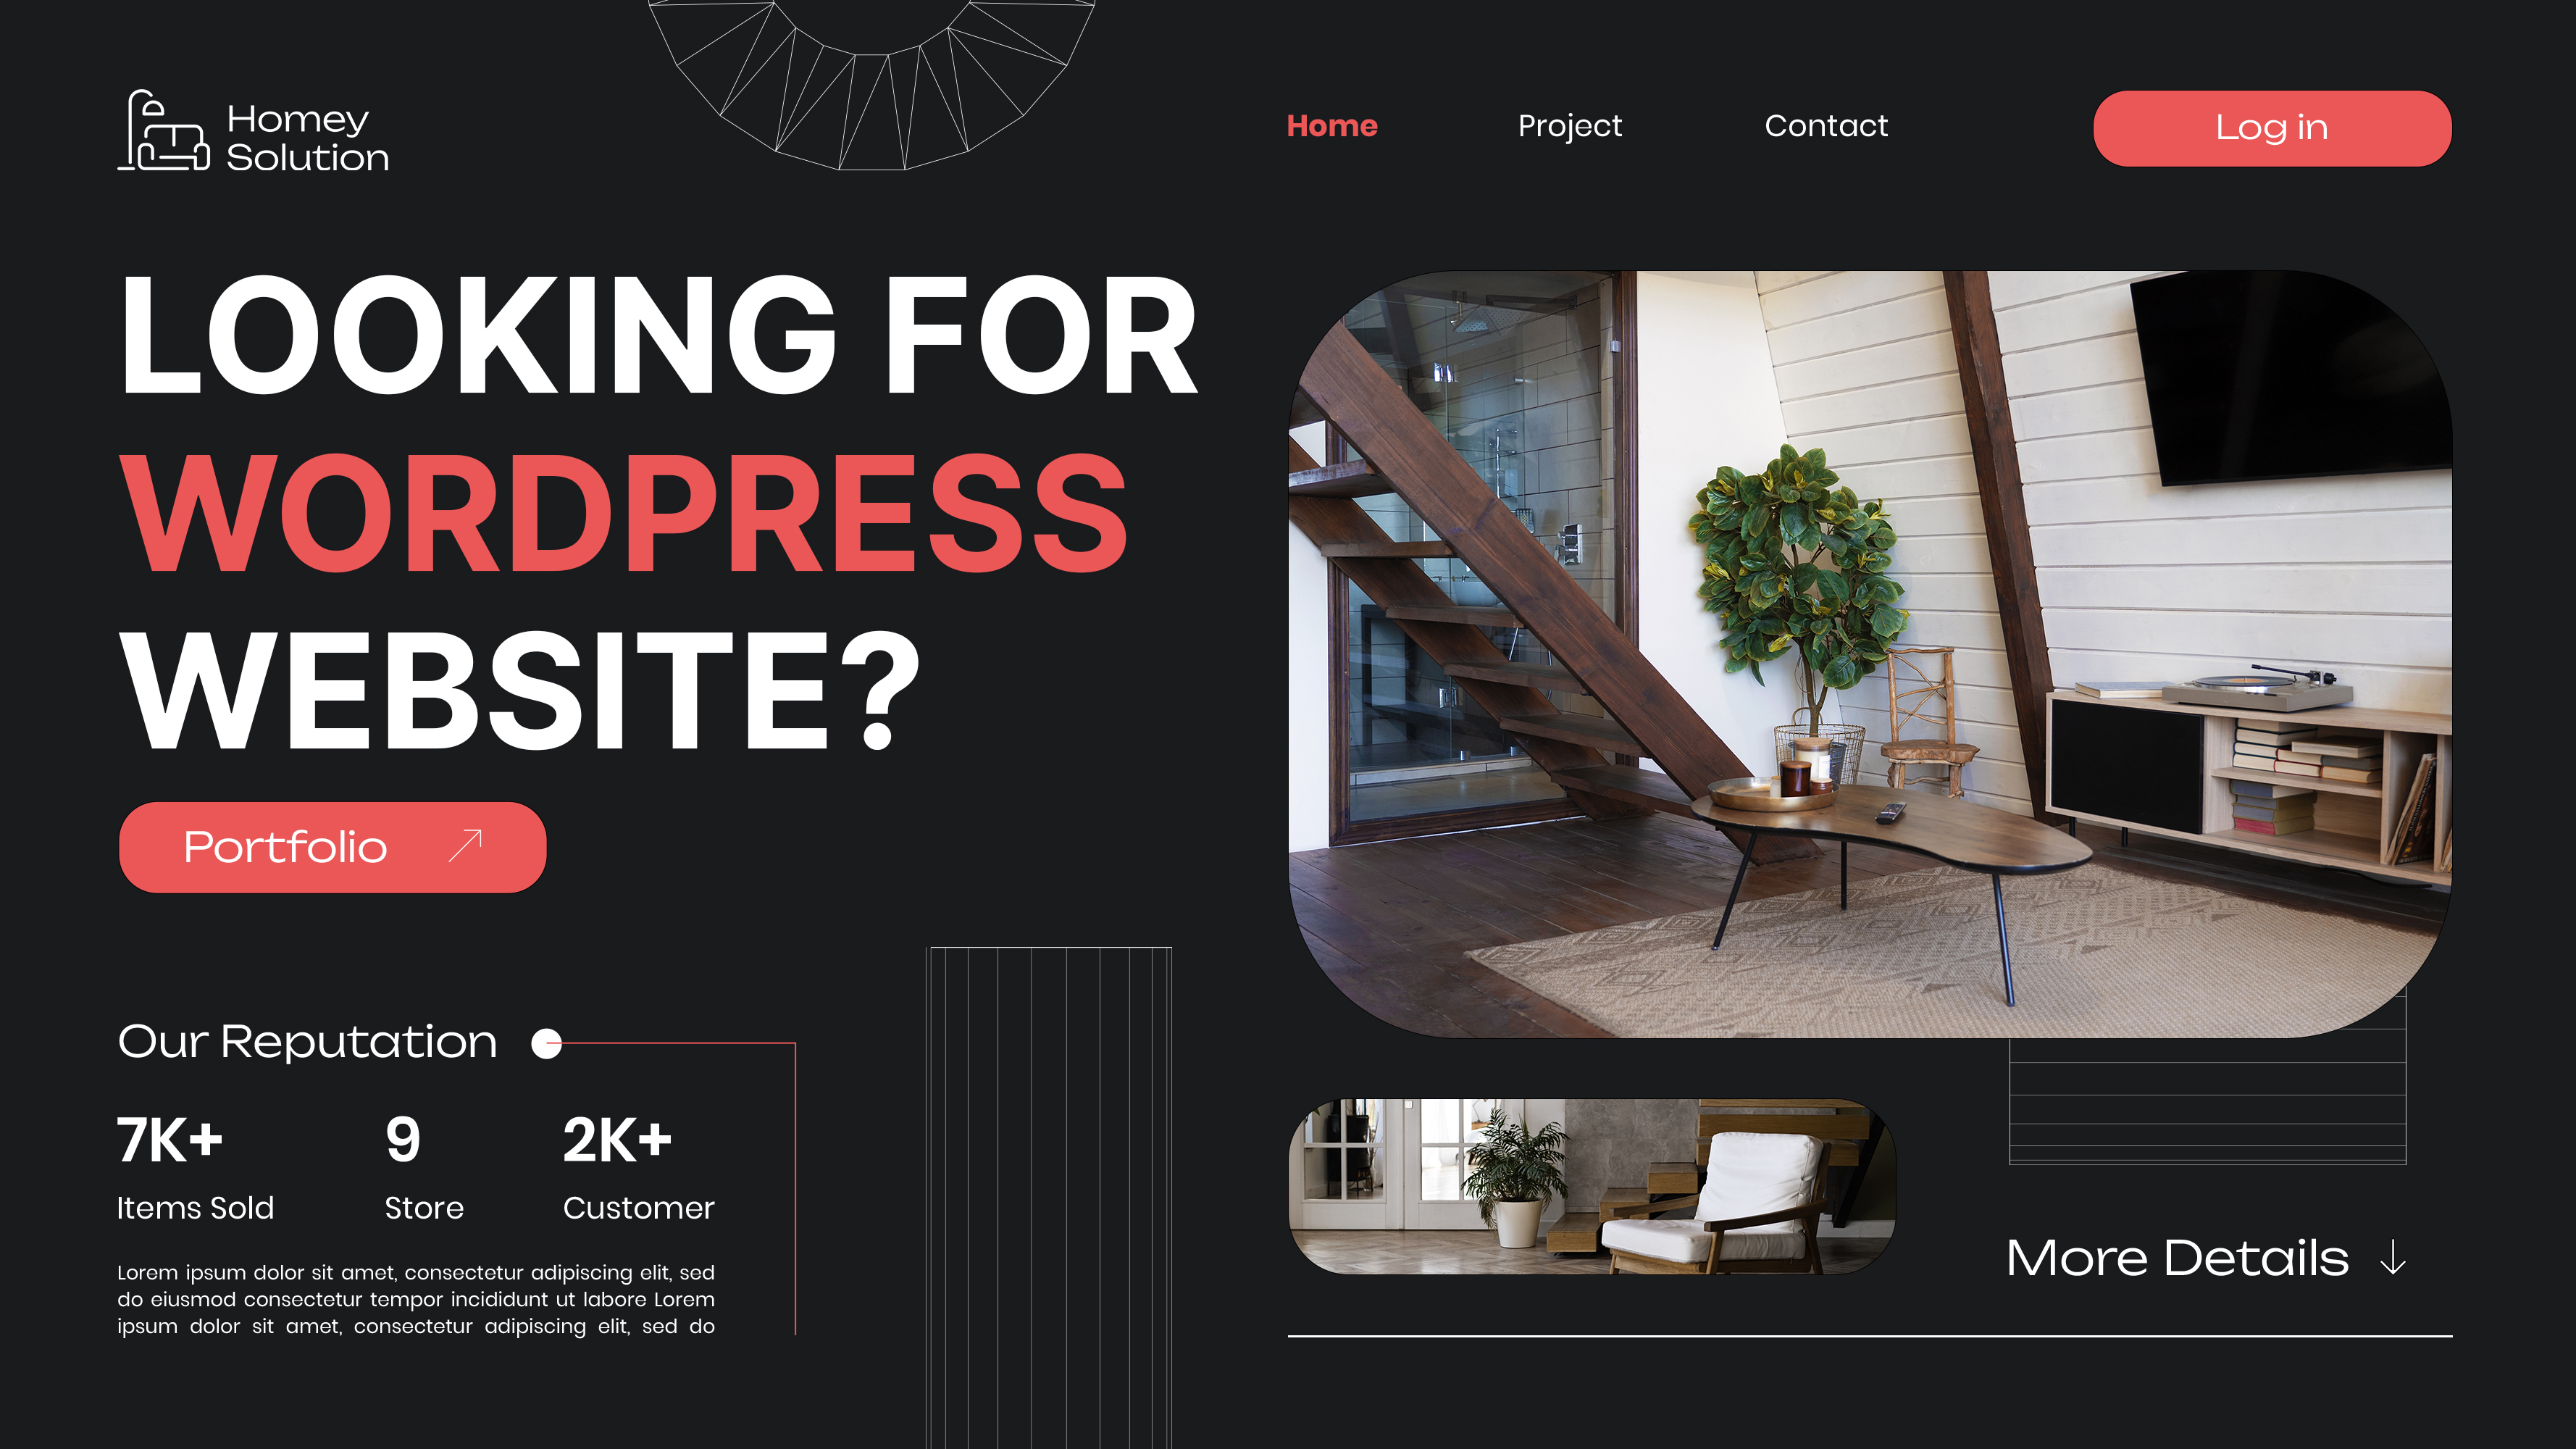 Homey
Solution
Home
Project
Contact
Log in
LOOKING FOR
WORDPRESS
WEBSITE?
Portfolio
Our Reputation
7K+
9
2K+
Items Sold
Store
Customer
Lorem ipsum dolor sit amet, consectetur adipiscing elit, sed
do eiusmod consectetur tempor incididunt ut labore Lorem
ipsum dolor sit amet, consectetur adipiscing elit, sed do
More Details